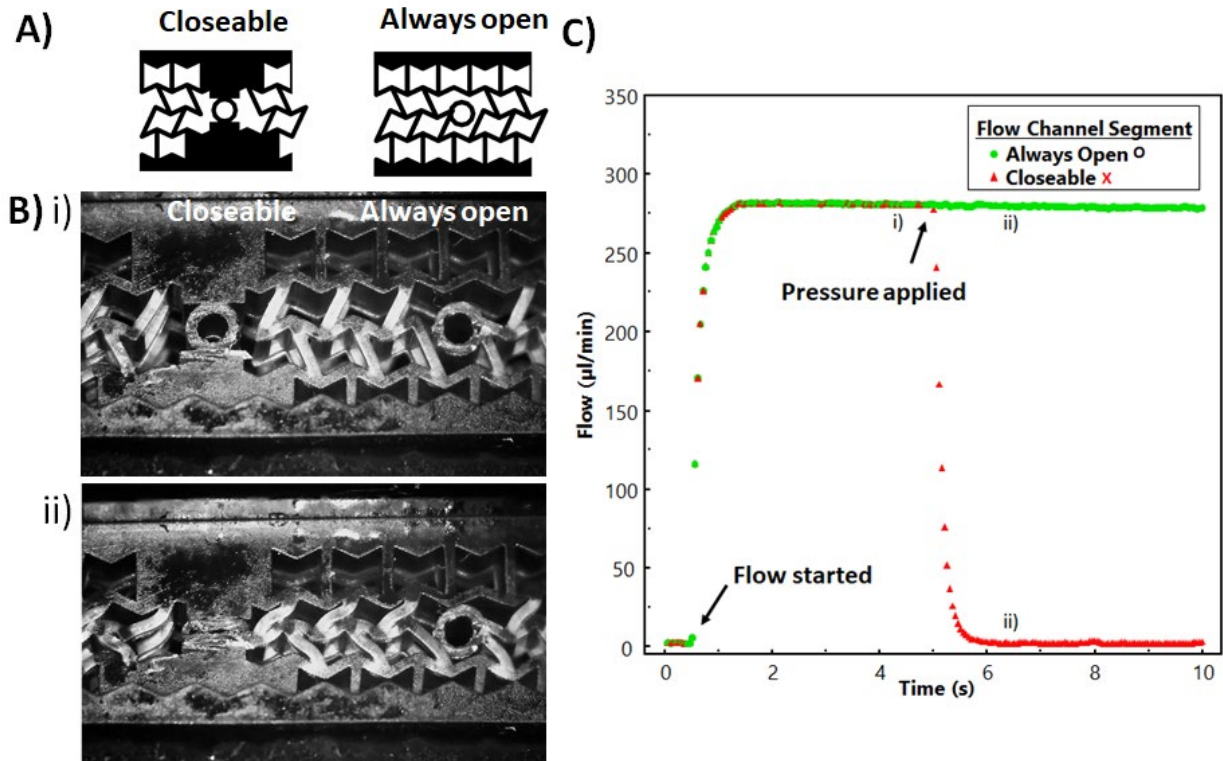 A)
Closeable
Always open
B) i)
Closeable
Always open
ii)
C)
350
300
250
200
150
100
50
0
Flow (µl/min)
Flow Channel Segment
Always Open O
Closeable X
i)
ii)
Pressure applied
Flow started
ii)
0
2
4
6
8
10
Time (s)